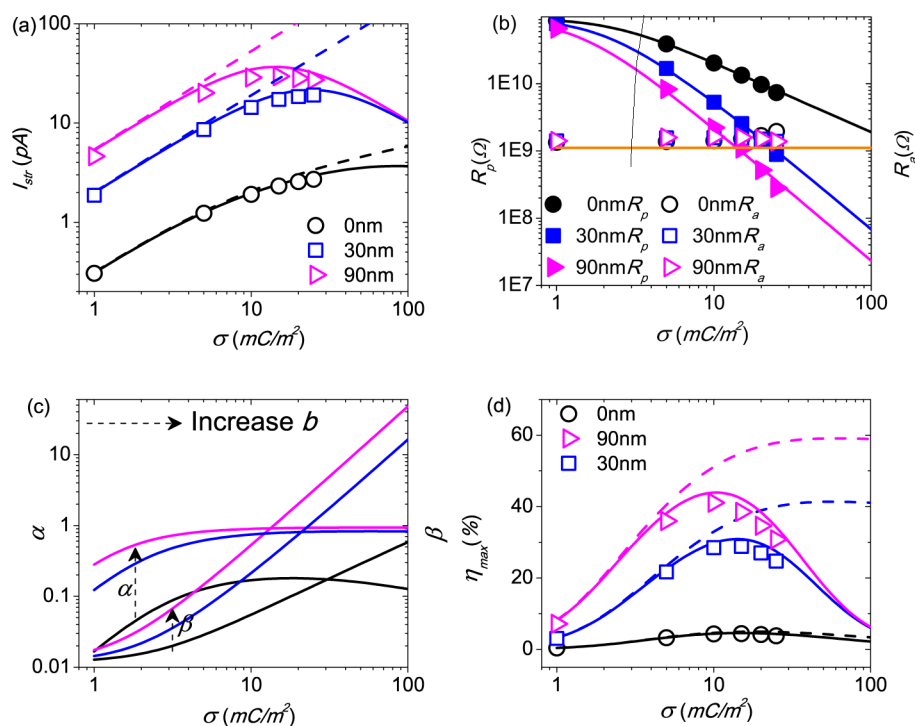 (a)
100
10
1
I_str (pA)
0nm
30nm
90nm
1 10 100
σ (mC/m²)
(b)
1E10
1E9
1E8
1E7
R_p(Ω)
R_a(Ω)
0nmR_p 0nmR_a
30nmR_p 30nmR_a
90nmR_p 90nmR_a
1 10 100
σ (mC/m²)
(c)
Increase b
10
1
0.1
0.01
α
β
α
β
1 10 100
σ (mC/m²)
(d)
0nm
90nm
30nm
60
40
20
0
η_max(%)
1 10 100
σ (mC/m²)